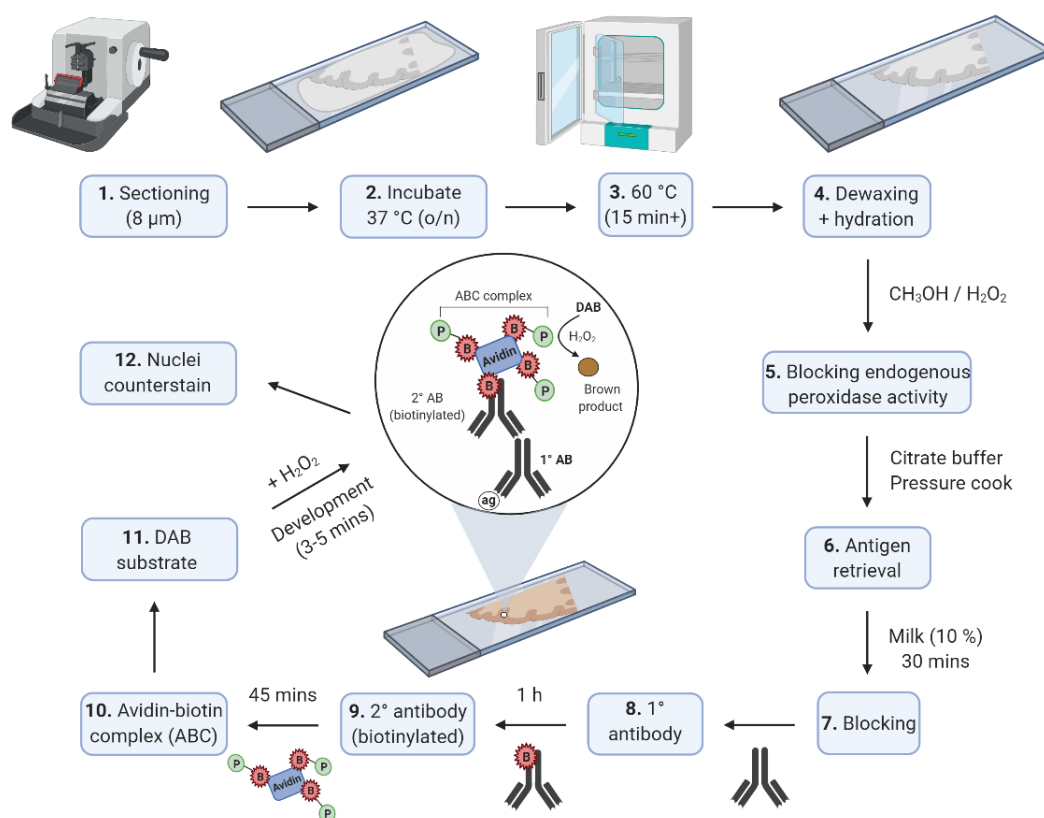 1. Sectioning
(8 µm)
2. Incubate
37 °C (o/n)
3. 60 °C
(15 min+)
4. Dewaxing
+ hydration
CH₃OH / H₂O₂
5. Blocking endogenous
peroxidase activity
Citrate buffer
Pressure cook
6. Antigen
retrieval
Milk (10 %)
30 mins
7. Blocking
8. 1°
antibody
1 h
B
9. 2° antibody
(biotinylated)
45 mins
P
B
B
P
Avidin
B
P
10. Avidin-biotin
complex (ABC)
11. DAB
substrate
+ H₂O₂
Development
(3-5 mins)
ABC complex
DAB
P
B
B
P
H₂O₂
Avidin
B
B
P
Brown
product
2° AB
(biotinylated)
1° AB
ag
12. Nuclei
counterstain